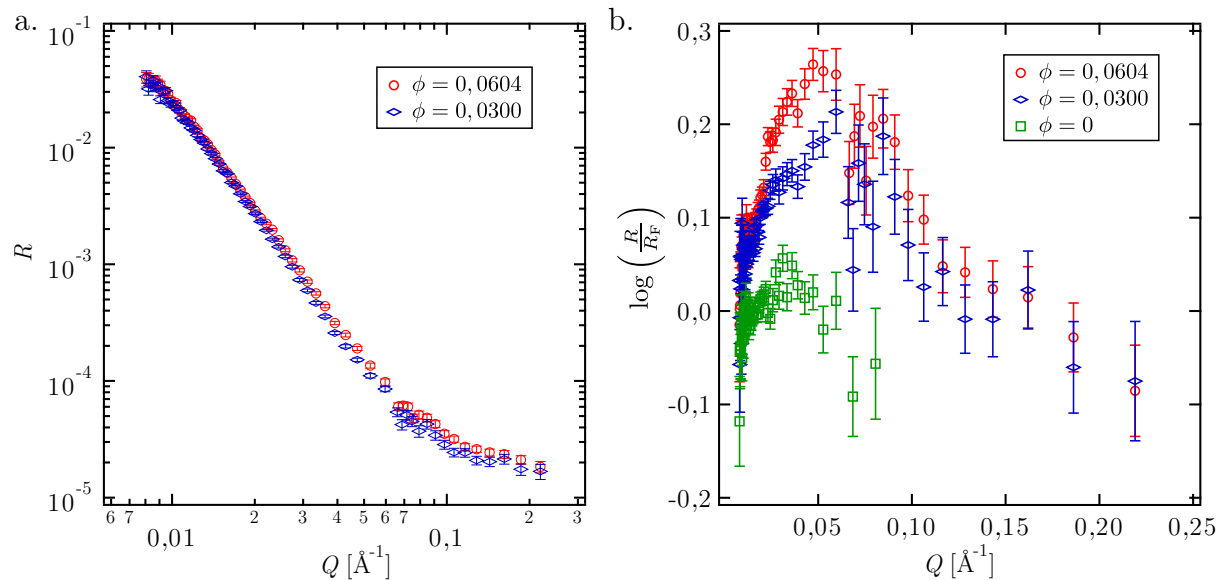 a.
10⁻¹
10⁻²
10⁻³
10⁻⁴
10⁻⁵
R
ϕ = 0, 0604
ϕ = 0, 0300
6 7 2 3 4 5 6 7 2 3
0,01 0,1
Q [Å⁻¹]
b.
0,3
0,2
0,1
0,0
-0,1
-0,2
log (R/R_F)
ϕ = 0, 0604
ϕ = 0, 0300
ϕ = 0
0,05 0,10 0,15 0,20 0,25
Q [Å⁻¹]